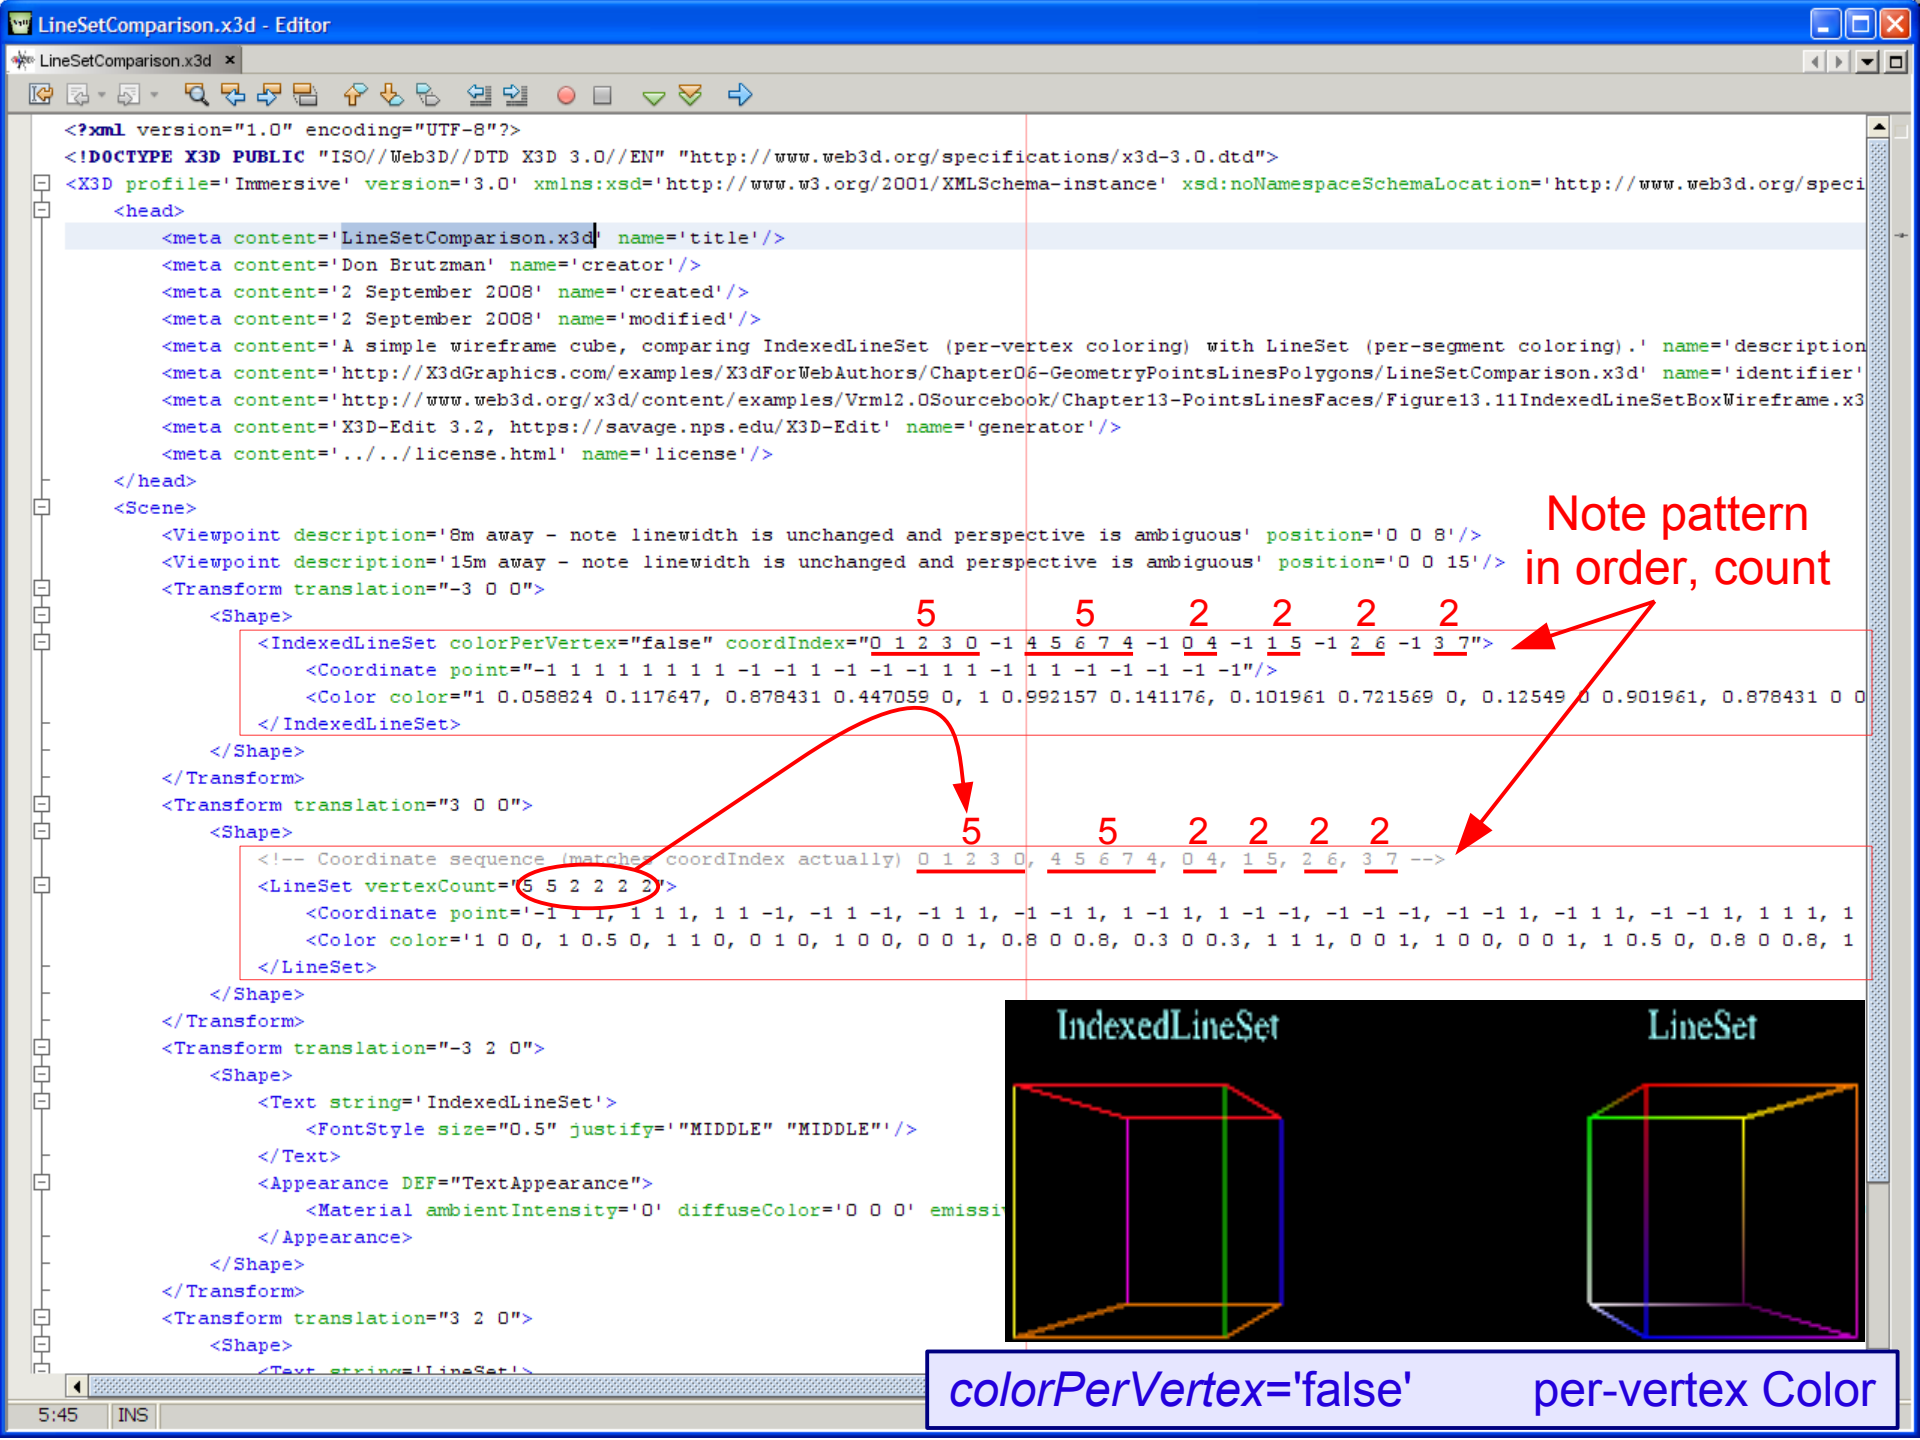 LineSetComparison.x3d - Editor
LineSetComparison.x3d
<?xml version="1.0" encoding="UTF-8"?>
<!DOCTYPE X3D PUBLIC "ISO//Web3D//DTD X3D 3.0//EN" "http://www.web3d.org/specifications/x3d-3.0.dtd">
<X3D profile='Immersive' version='3.0' xmlns:xsd='http://www.w3.org/2001/XMLSchema-instance' xsd:noNamespaceSchemaLocation='http://www.web3d.org/speci
<head>
<meta content='LineSetComparison.x3d' name='title'/>
<meta content='Don Brutzman' name='creator'/>
<meta content='2 September 2008' name='created'/>
<meta content='2 September 2008' name='modified'/>
<meta content='A simple wireframe cube, comparing IndexedLineSet (per-vertex coloring) with LineSet (per-segment coloring).' name='description
<meta content='http://X3dGraphics.com/examples/X3dForWebAuthors/Chapter06-GeometryPointsLinesPolygons/LineSetComparison.x3d' name='identifier'
<meta content='http://www.web3d.org/x3d/content/examples/Vrml2.0Sourcebook/Chapter13-PointsLinesFaces/Figure13.11IndexedLineSetBoxWireframe.x3
<meta content='X3D-Edit 3.2, https://savage.nps.edu/X3D-Edit' name='generator'/>
<meta content='../../license.html' name='license'/>
</head>
<Scene>
Note pattern
in order, count
<Viewpoint description='8m away - note linewidth is unchanged and perspective is ambiguous' position='0 0 8'/>
<Viewpoint description='15m away - note linewidth is unchanged and perspective is ambiguous' position='0 0 15'/>
<Transform translation="-3 0 0">
<Shape>
5 5 2 2 2 2
<IndexedLineSet colorPerVertex="false" coordIndex="0 1 2 3 0 -1 4 5 6 7 4 -1 0 4 -1 1 5 -1 2 6 -1 3 7">
<Coordinate point="-1 1 1 1 1 1 1 1 -1 -1 1 -1 -1 -1 1 1 -1 1 1 -1 -1 -1 -1 -1"/>
<Color color="1 0.058824 0.117647, 0.878431 0.447059 0, 1 0.992157 0.141176, 0.101961 0.721569 0, 0.12549 0 0.901961, 0.878431 0 0
</IndexedLineSet>
</Shape>
</Transform>
<Transform translation="3 0 0">
<Shape>
5 5 2 2 2 2
<!-- Coordinate sequence (matches coordIndex actually) 0 1 2 3 0, 4 5 6 7 4, 0 4, 1 5, 2 6, 3 7 -->
<LineSet vertexCount="5 5 2 2 2 2">
<Coordinate point='-1 1 1, 1 1 1, 1 1 -1, -1 1 -1, -1 1 1, -1 -1 1, 1 -1 1, 1 -1 -1, -1 -1 -1, -1 -1 1, -1 1 1, -1 -1 1, 1 1 1, 1
<Color color='1 0 0, 1 0.5 0, 1 1 0, 0 1 0, 1 0 0, 0 0 1, 0.8 0 0.8, 0.3 0 0.3, 1 1 1, 0 0 1, 1 0 0, 0 0 1, 1 0.5 0, 0.8 0 0.8, 1
</LineSet>
</Shape>
</Transform>
<Transform translation="-3 2 0">
<Shape>
<Text string='IndexedLineSet'>
<FontStyle size="0.5" justify='"MIDDLE" "MIDDLE"'/>
</Text>
<Appearance DEF="TextAppearance">
<Material ambientIntensity='0' diffuseColor='0 0 0' emissi
</Appearance>
</Shape>
</Transform>
<Transform translation="3 2 0">
<Shape>
<Text string='LineSet'>
IndexedLineSet
LineSet
colorPerVertex='false' per-vertex Color
5:45 INS